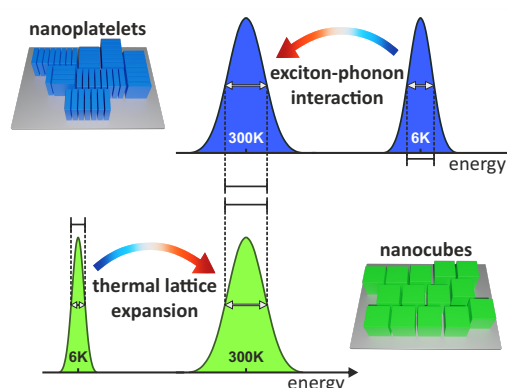 nanoplatelets
exciton-phonon
interaction
300K
6K
energy
thermal lattice
expansion
nanocubes
6K
300K
energy